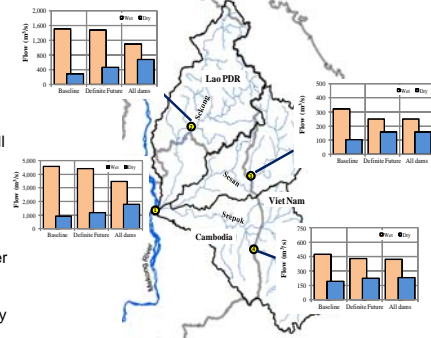 Flow (m³/s)
2,000
1,600
1,200
800
400
0
Wet Dry
Baseline Definite Future All dams
Lao PDR
Sekong
Flow (m³/s)
500
400
300
200
100
0
Wet Dry
Baseline Definite Future All dams
ll
Flow (m³/s)
5,000
4,000
3,000
2,000
1,000
0
Wet Dry
Baseline Definite Future All dams
Sesan
Viet Nam
Srepok
Cambodia
Mekong River
er
y
Flow (m³/s)
750
600
450
300
150
0
Wet Dry
Baseline Definite Future All dams